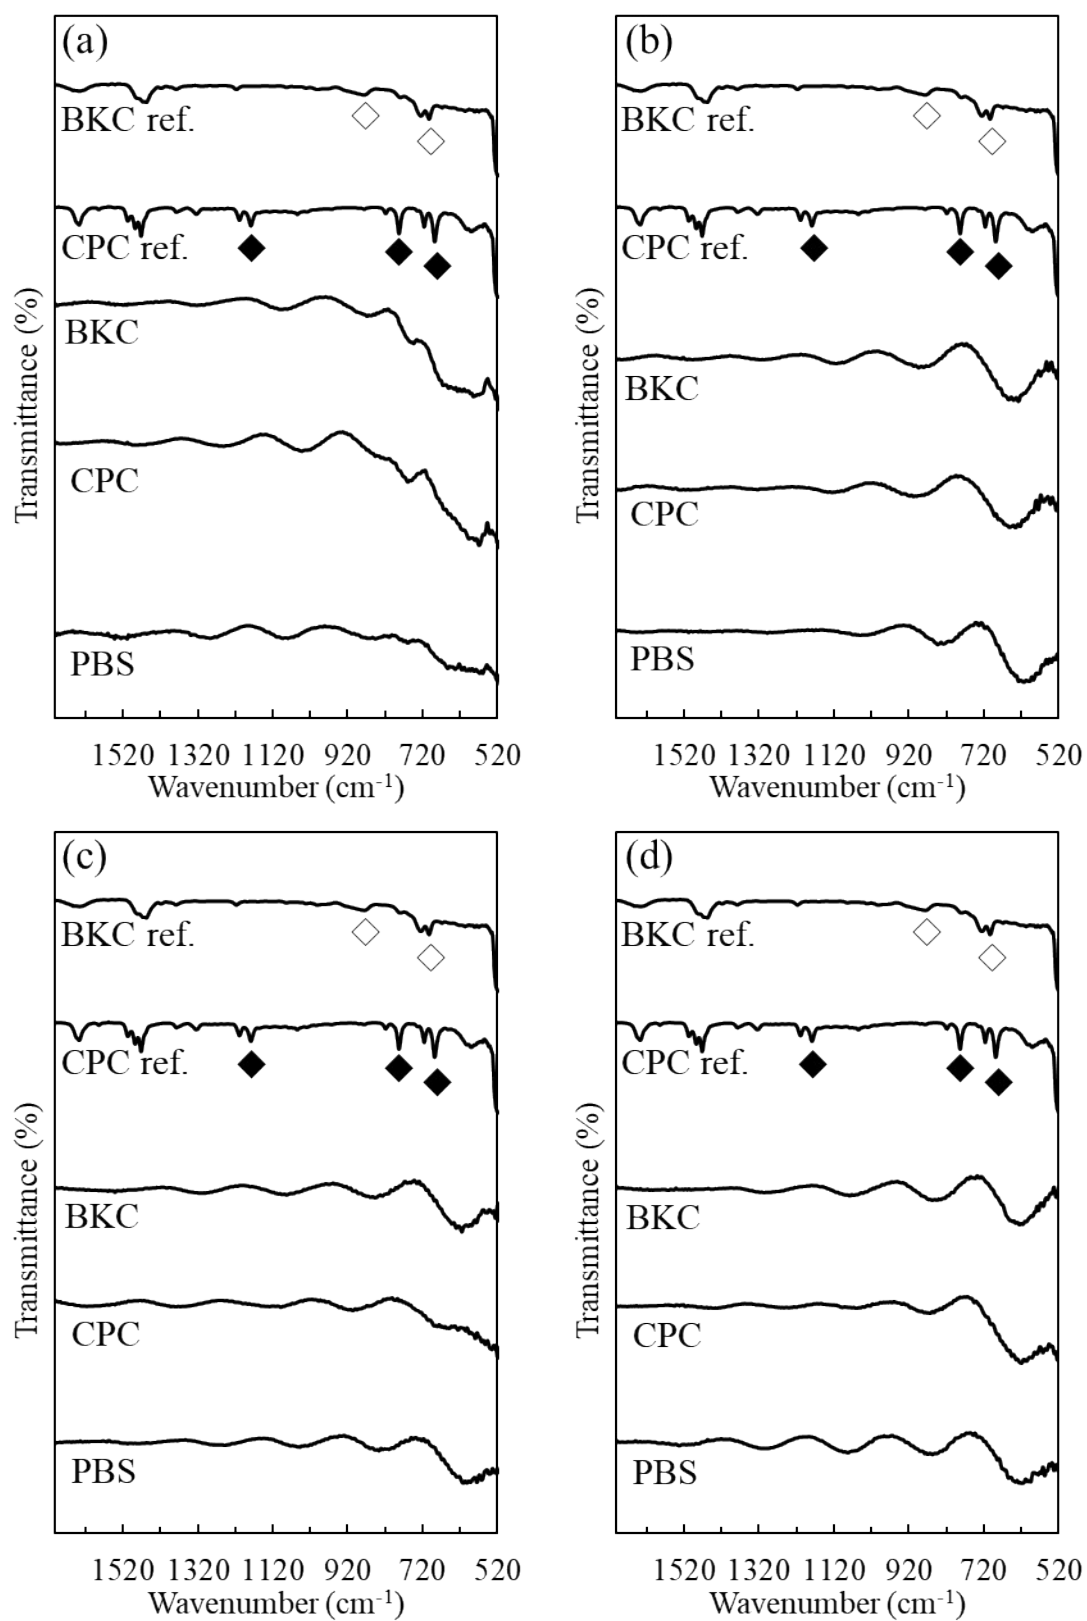 (a)
BKC ref.
CPC ref.
BKC
CPC
PBS
Transmittance (%)
1520 1320 1120 920 720 520
Wavenumber (cm-1)
(b)
BKC ref.
CPC ref.
BKC
CPC
PBS
Transmittance (%)
1520 1320 1120 920 720 520
Wavenumber (cm-1)
(c)
BKC ref.
CPC ref.
BKC
CPC
PBS
Transmittance (%)
1520 1320 1120 920 720 520
Wavenumber (cm-1)
(d)
BKC ref.
CPC ref.
BKC
CPC
PBS
Transmittance (%)
1520 1320 1120 920 720 520
Wavenumber (cm-1)